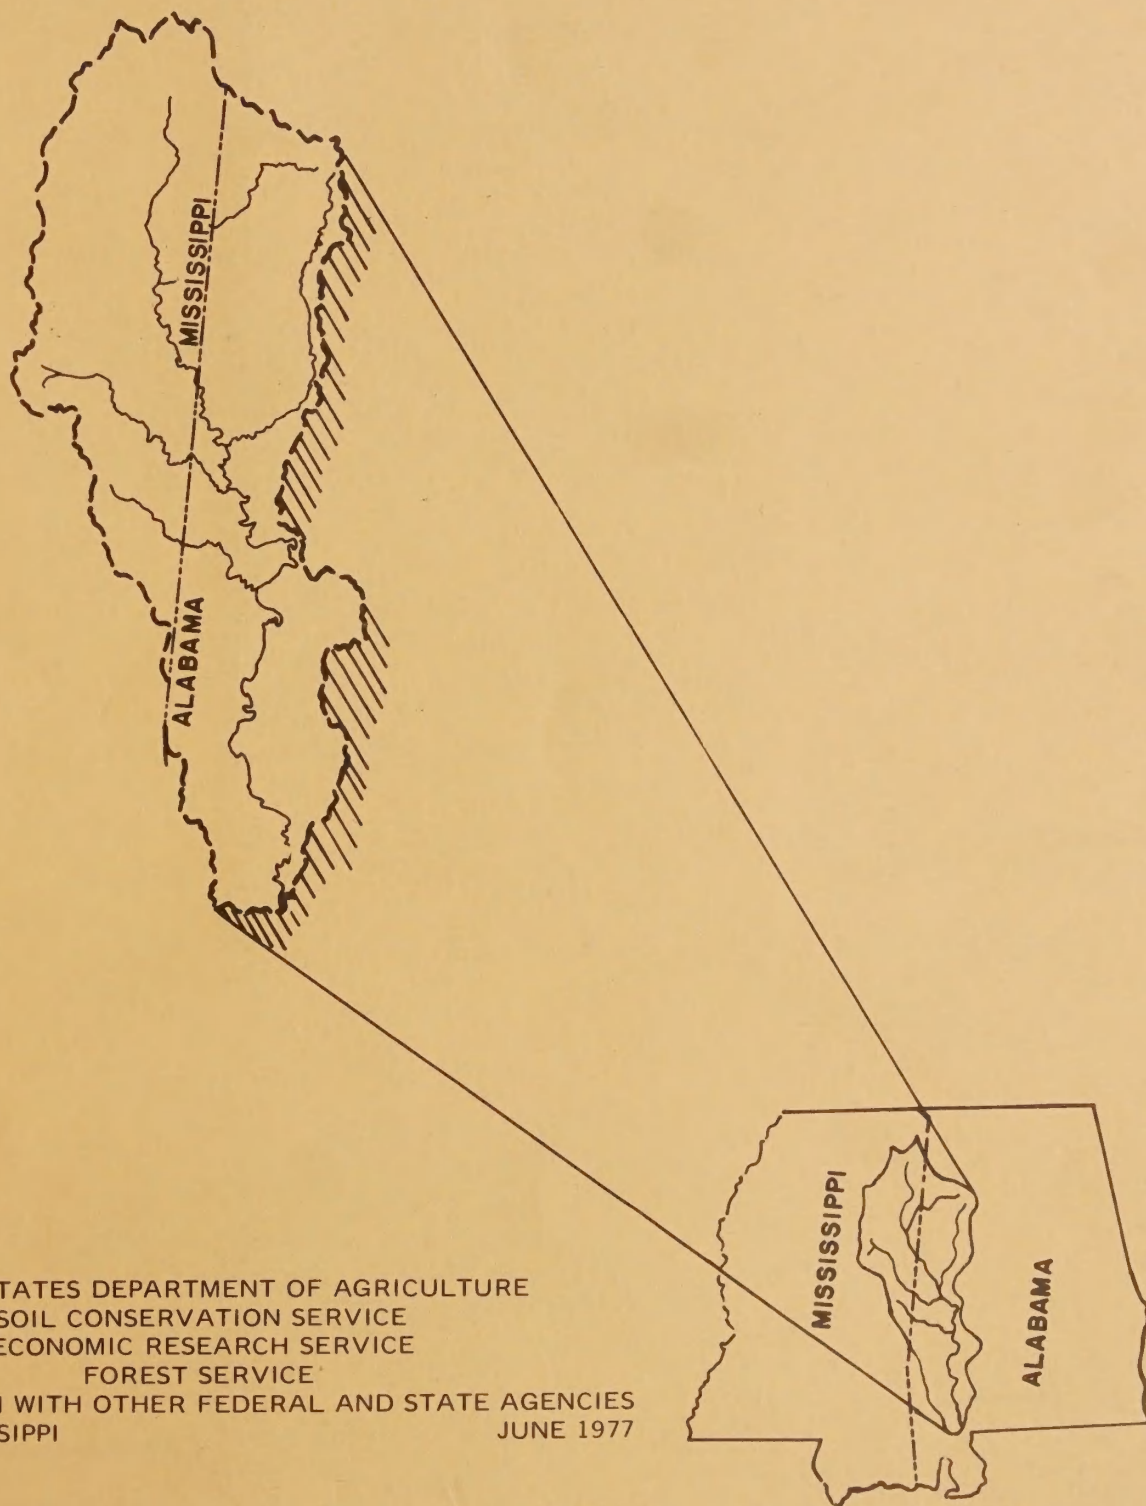 MISSISSIPPI
ALABAMA
MISSISSIPPI
ALABAMA
TATES DEPARTMENT OF AGRICULTURE
SOIL CONSERVATION SERVICE
ECONOMIC RESEARCH SERVICE
FOREST SERVICE
WITH OTHER FEDERAL AND STATE AGENCIES
SIPPI JUNE 1977